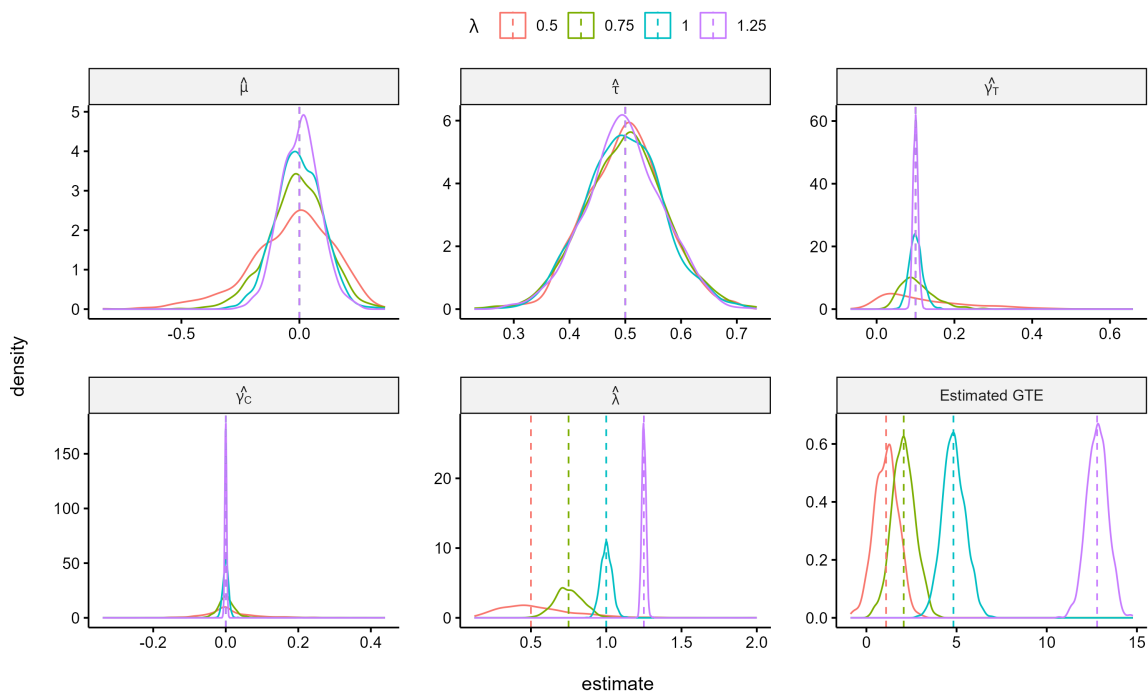 λ 0.5 0.75 1 1.25
μ̂ τ̂ γ̂T
5 6 60
4 4 40
3
2 2 20
1
0 0 0
-0.5 0.0 0.3 0.4 0.5 0.6 0.7 0.0 0.2 0.4 0.6
density
γ̂C λ̂ Estimated GTE
150 20 0.6
100 0.4
50 10 0.2
0 0 0.0
-0.2 0.0 0.2 0.4 0.5 1.0 1.5 2.0 0 5 10 15
estimate